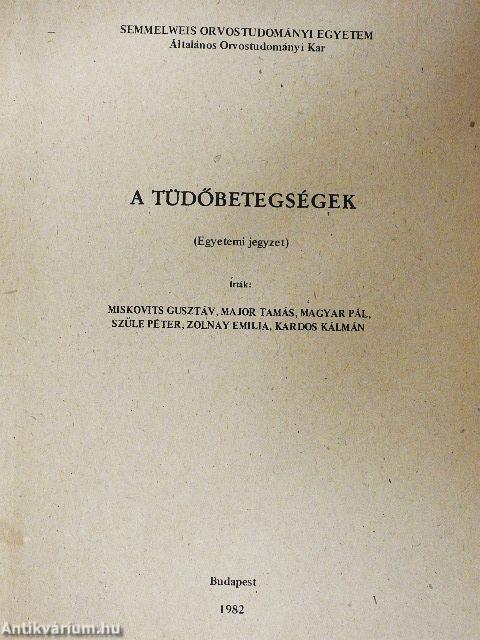 SEMMELWEIS ORVOSTUDOMÁNYI EGYETEM
Általános Orvostudományi Kar
A TÜDŐBETEGSÉGEK
(Egyetemi jegyzet)
Írták:
MISKOVITS GUSZTÁV, MAJOR TAMÁS, MAGYAR PÁL,
SZÜLE PÉTER, ZOLNAY EMILIA, KARDOS KÁLMÁN
Budapest
1982
Antikvárium.hu